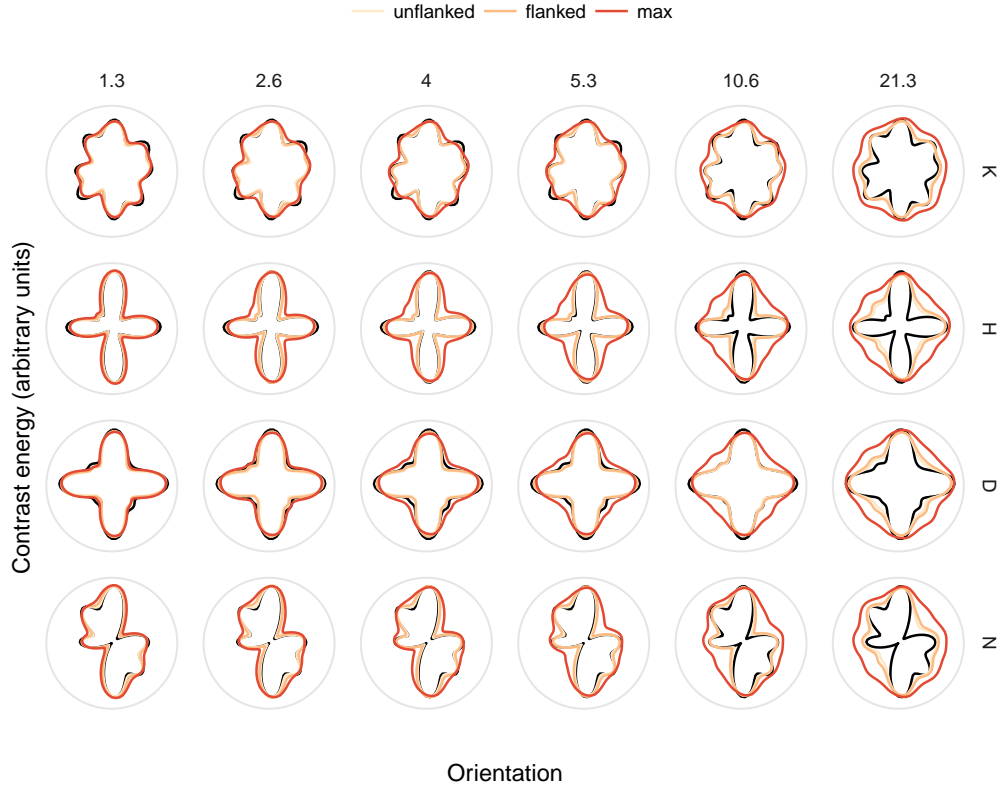 unflanked flanked max
1.3 2.6 4 5.3 10.6 21.3
K
H
D
N
Contrast energy (arbitrary units)
Orientation